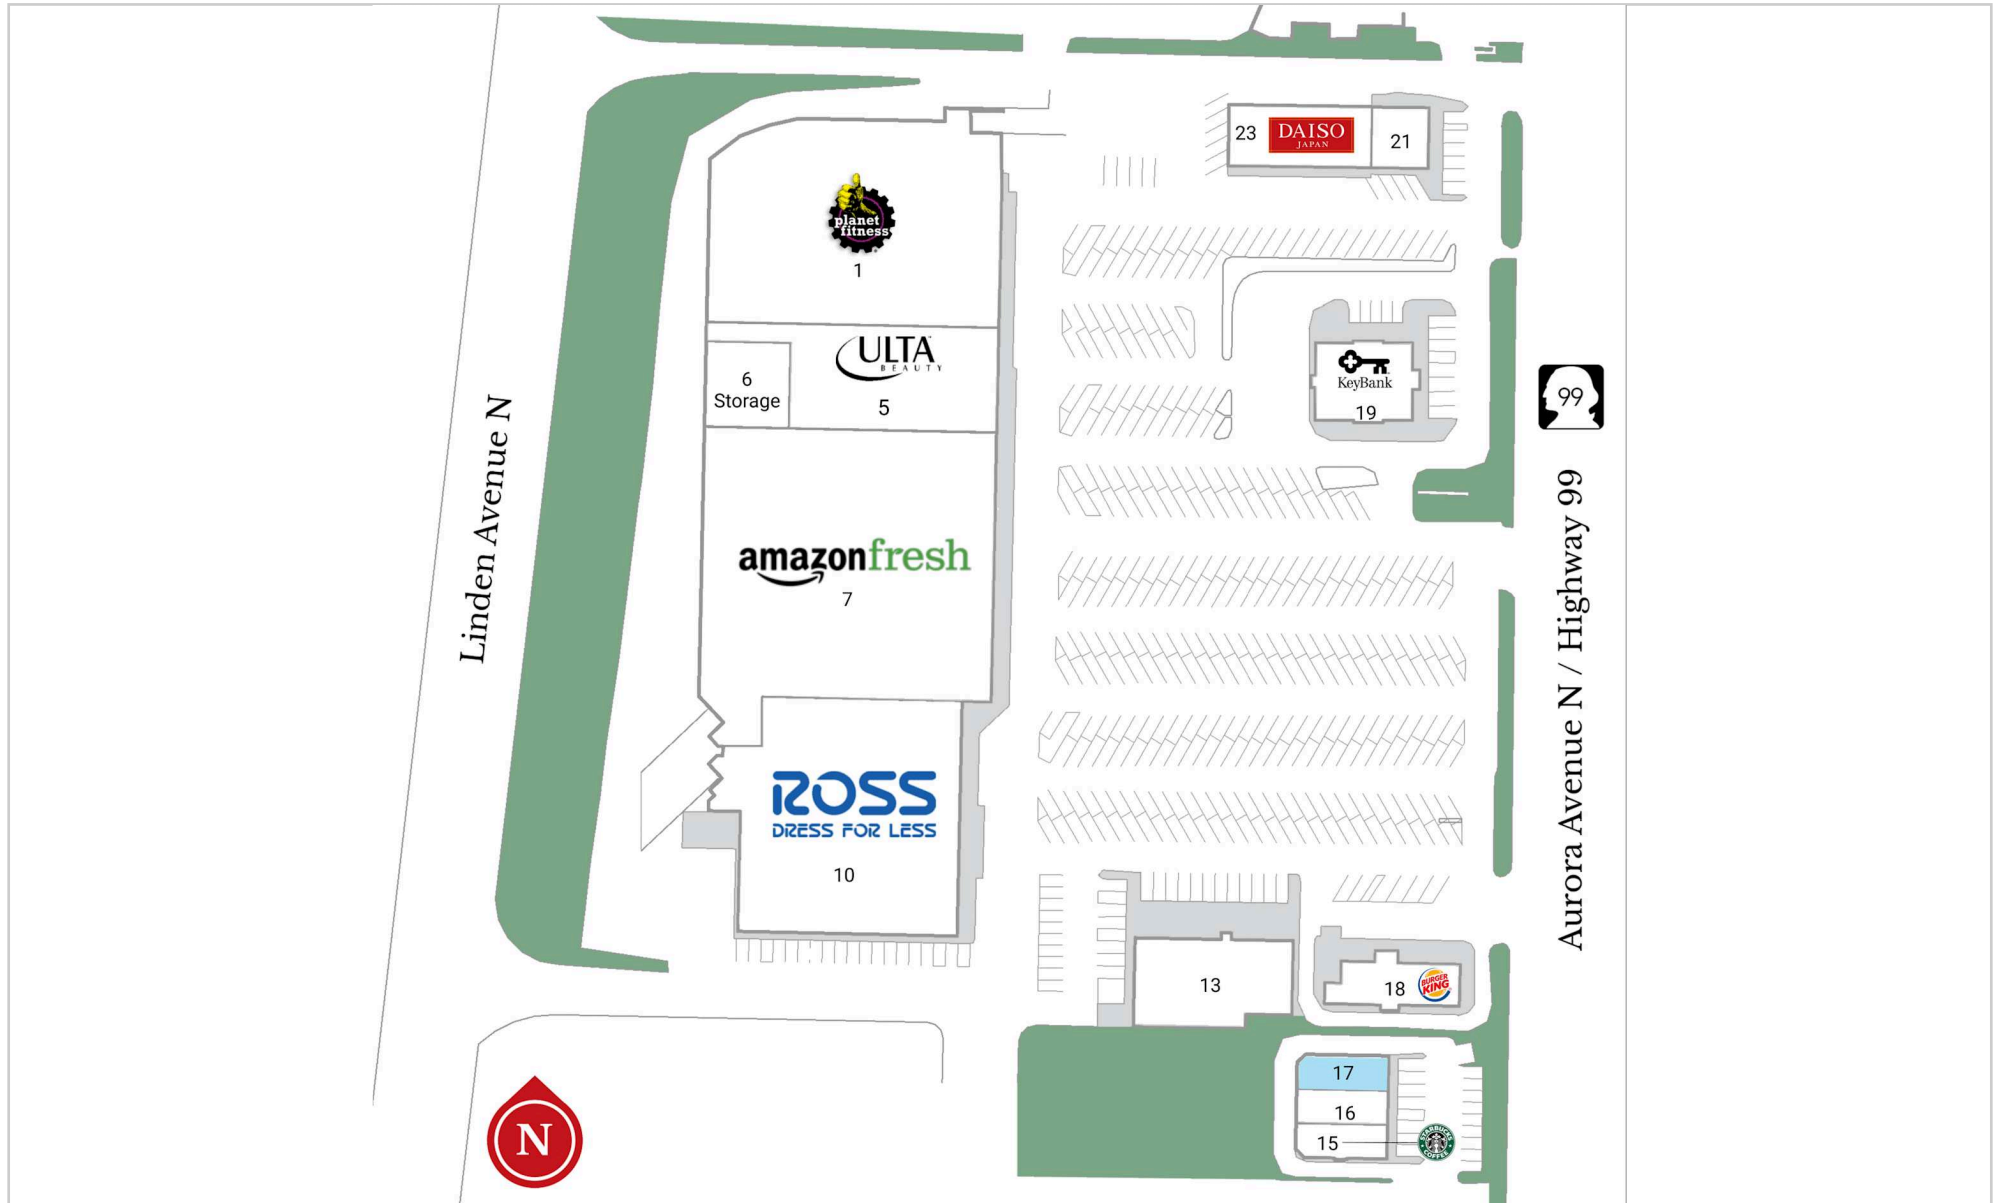 23
DAISO
JAPAN
21
planet
fitness
1
ULTA
BEAUTY
6
Storage
5
KeyBank
19
99
amazonfresh
7
Linden Avenue N
Aurora Avenue N / Highway 99
ROSS
DRESS FOR LESS
10
13
18
BURGER
KING
17
16
15
STARBUCKS
COFFEE
N